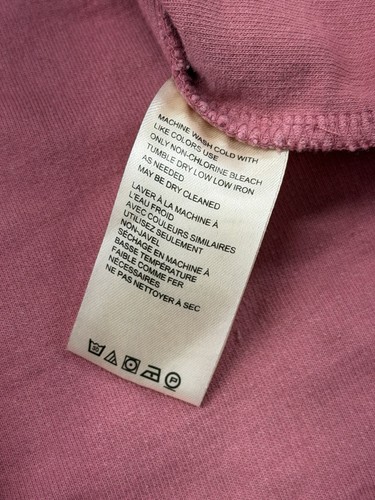 MACHINE WASH COLD WITH
LIKE COLORS USE
ONLY NON-CHLORINE BLEACH
TUMBLE DRY LOW LOW IRON
AS NEEDED
MAY BE DRY CLEANED
LAVER À LA MACHINE À
L'EAU FROID
AVEC COULEURS SIMILAIRES
UTILISEZ SEULEMENT
NON-JAVEL
SÉCHAGE EN MACHINE À
BASSE TEMPÉRATURE
FAIBLE COMME FER
NÉCESSAIRES
NE PAS NETTOYER À SEC
P